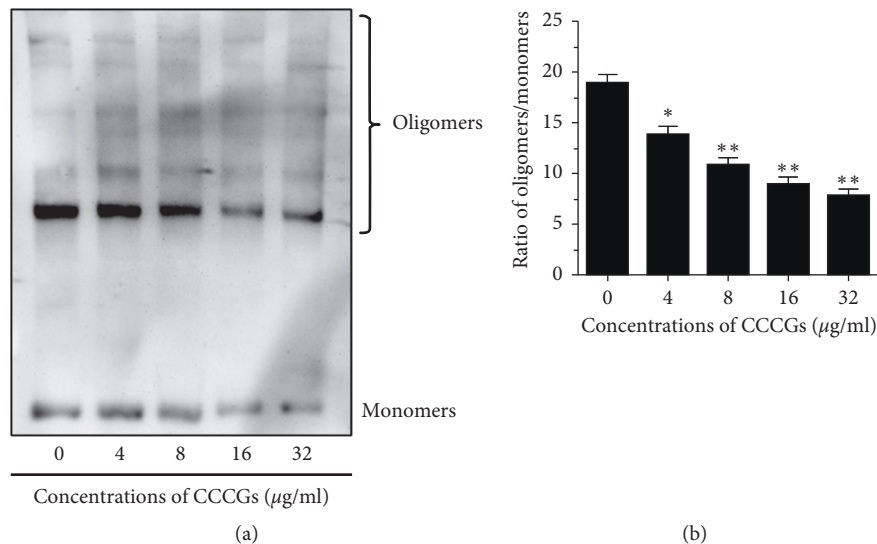 Oligomers
Monomers
0 4 8 16 32
Concentrations of CCCGs (μg/ml)
(a)
Ratio of oligomers/monomers
25
20
15
10
5
0
*
**
**
**
0 4 8 16 32
Concentrations of CCCGs (μg/ml)
(b)